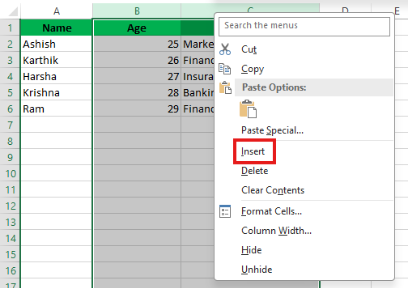 A B C D E
1 Name Age
2 Ashish 25 Marke
3 Karthik 26 Financ
4 Harsha 27 Insura
5 Krishna 28 Bankin
6 Ram 29 Financ
7
8
9
10
11
12
13
14
15
16
17
Search the menus
Cut
Copy
Paste Options:
Paste Special...
Insert
Delete
Clear Contents
Format Cells...
Column Width...
Hide
Unhide